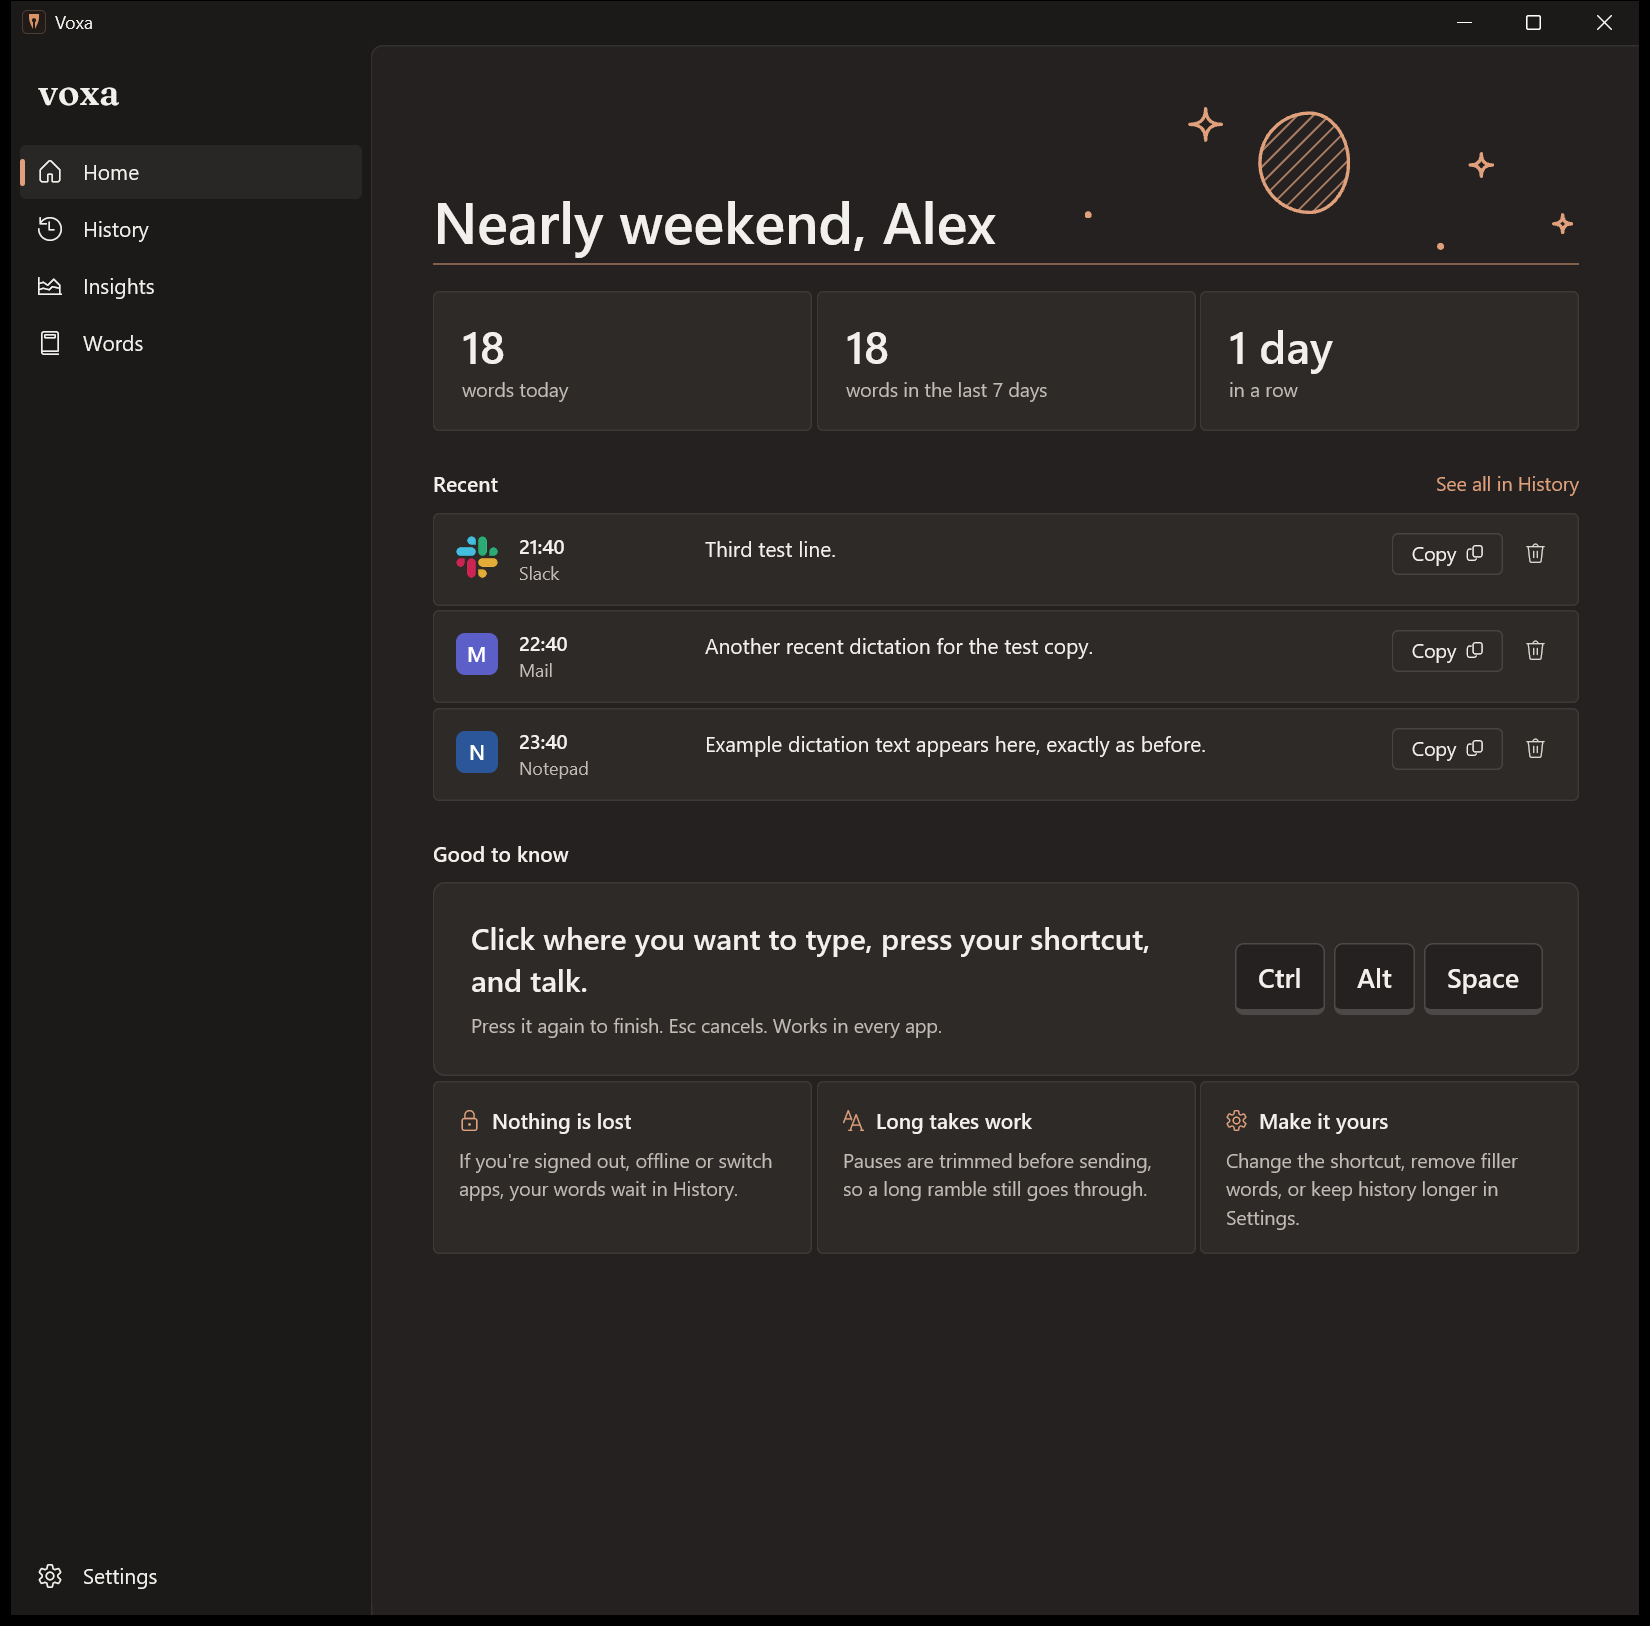 Voxa
voxa
Home
History
Insights
Words
Settings
Nearly weekend, Alex
18
words today
18
words in the last 7 days
1 day
in a row
Recent
See all in History
21:40
Slack
Third test line.
Copy
M
22:40
Mail
Another recent dictation for the test copy.
Copy
N
23:40
Notepad
Example dictation text appears here, exactly as before.
Copy
Good to know
Click where you want to type, press your shortcut,
and talk.
Press it again to finish. Esc cancels. Works in every app.
Ctrl
Alt
Space
Nothing is lost
If you're signed out, offline or switch
apps, your words wait in History.
Long takes work
Pauses are trimmed before sending,
so a long ramble still goes through.
Make it yours
Change the shortcut, remove filler
words, or keep history longer in
Settings.